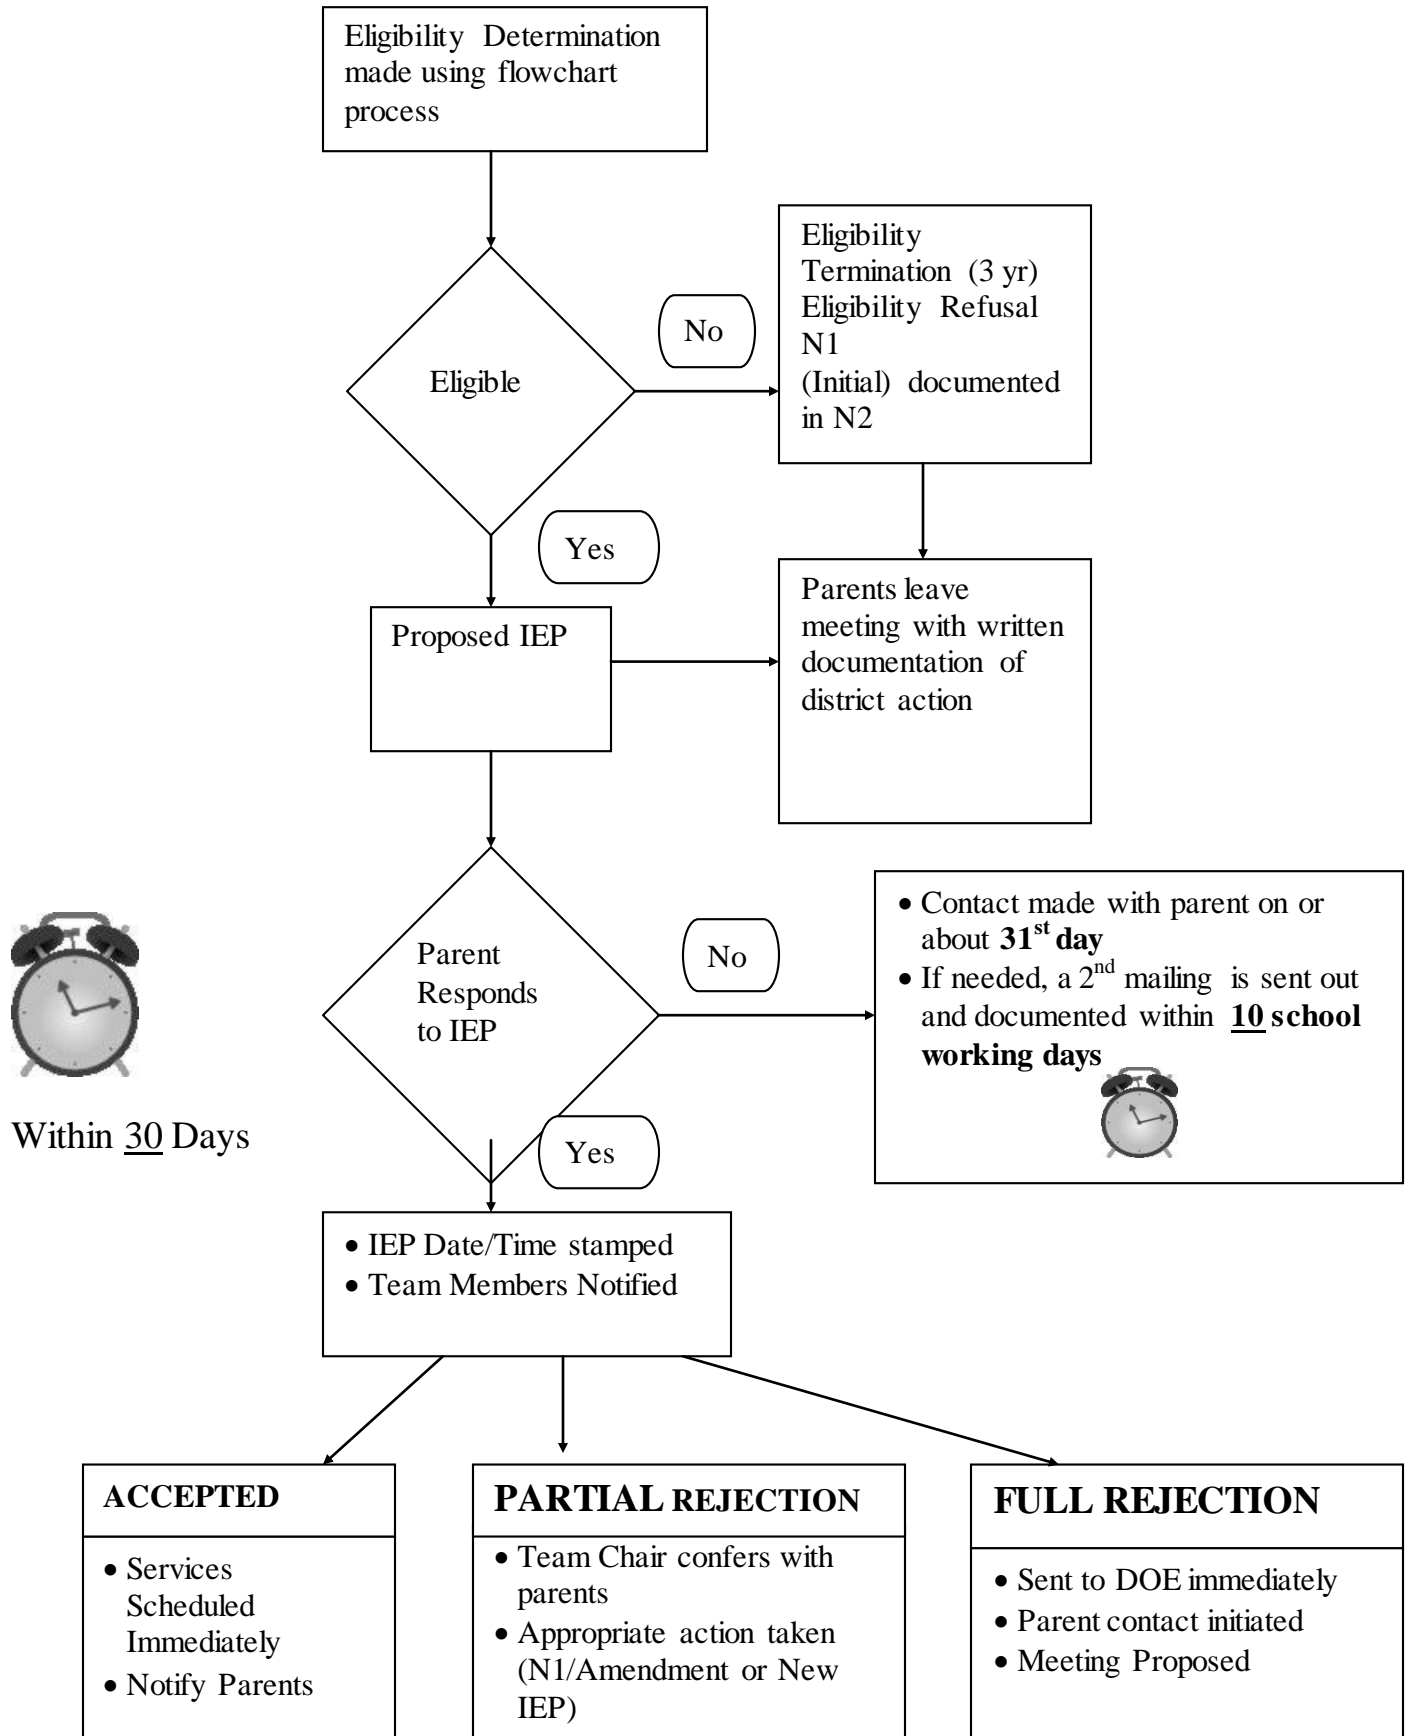 Eligibility Determination
made using flowchart
process
Eligibility
Termination (3 yr)
Eligibility Refusal
N1
(Initial) documented
in N2
No
Eligible
Yes
Proposed IEP
Parents leave
meeting with written
documentation of
district action
Parent
Responds
to IEP
No
• Contact made with parent on or
about 31st day
• If needed, a 2nd mailing is sent out
and documented within 10 school
working days
Within 30 Days
Yes
• IEP Date/Time stamped
• Team Members Notified
ACCEPTED
• Services
Scheduled
Immediately
• Notify Parents
PARTIAL REJECTION
• Team Chair confers with
parents
• Appropriate action taken
(N1/Amendment or New
IEP)
FULL REJECTION
• Sent to DOE immediately
• Parent contact initiated
• Meeting Proposed